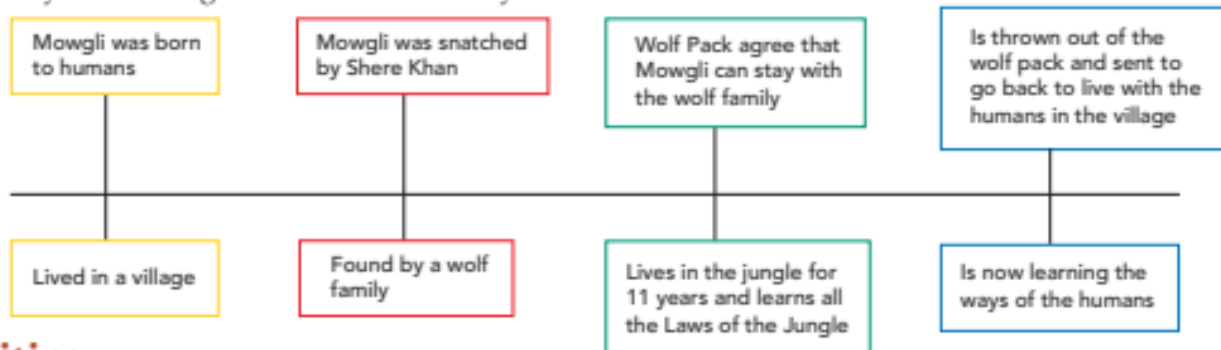 Mowgli was born
to humans
Mowgli was snatched
by Shere Khan
Wolf Pack agree that
Mowgli can stay with
the wolf family
Is thrown out of the
wolf pack and sent to
go back to live with the
humans in the village
Lived in a village
Found by a wolf
family
Lives in the jungle for
11 years and learns all
the Laws of the Jungle
Is now learning the
ways of the humans